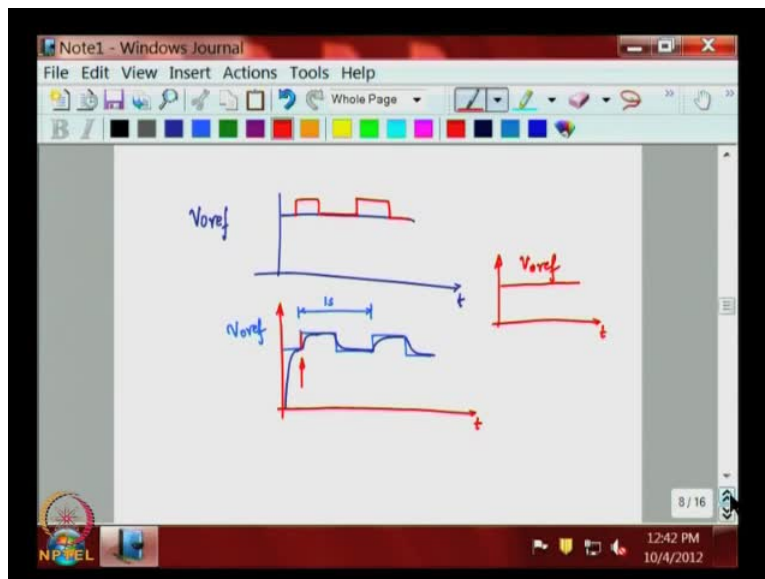 Note1 - Windows Journal
File Edit View Insert Actions Tools Help
Whole Page
B I
Voref
t
Voref
t
1s
Voref
t
8 / 16
NPTEL
12:42 PM
10/4/2012